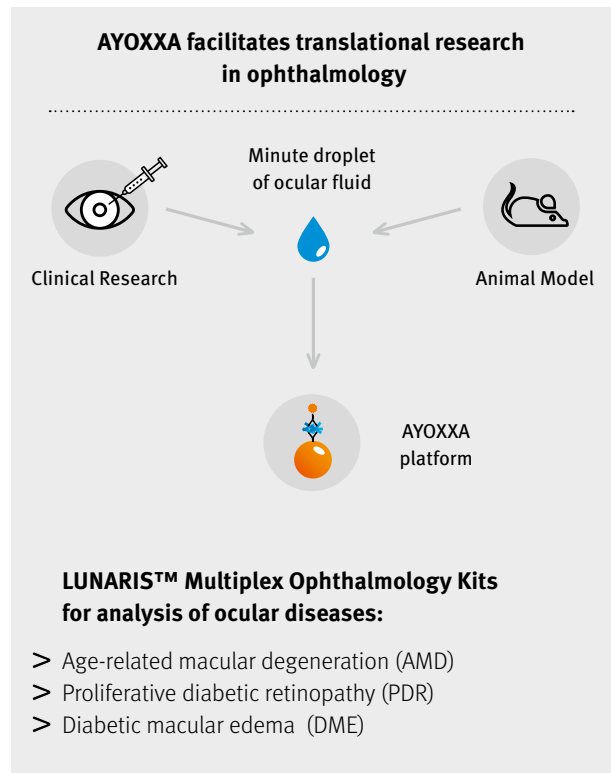 AYOXXA facilitates translational research
in ophthalmology
Minute droplet
of ocular fluid
Clinical Research
Animal Model
AYOXXA
platform
LUNARIS™ Multiplex Ophthalmology Kits
for analysis of ocular diseases:
> Age-related macular degeneration (AMD)
> Proliferative diabetic retinopathy (PDR)
> Diabetic macular edema (DME)